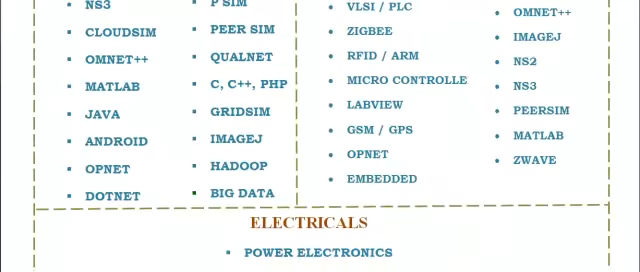 NS3
CLOUDSIM
OMNET++
MATLAB
JAVA
ANDROID
OPNET
DOTNET
P SIM
PEER SIM
QUALNET
C, C++, PHP
GRIDSIM
IMAGEJ
HADOOP
BIG DATA
VLSI / PLC
ZIGBEE
RFID / ARM
MICRO CONTROLLE
LABVIEW
GSM / GPS
OPNET
EMBEDDED
OMNET++
IMAGEJ
NS2
NS3
PEERSIM
MATLAB
ZWAVE
ELECTRICALS
POWER ELECTRONICS